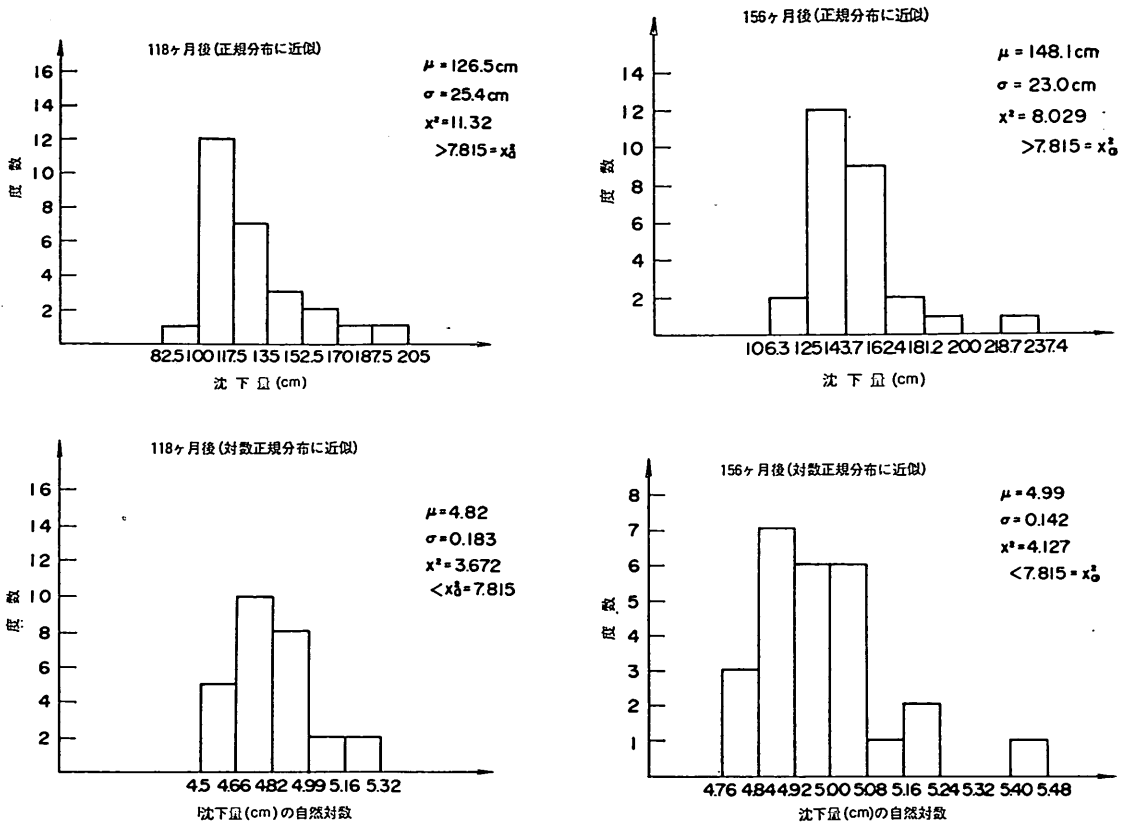 118ヶ月後(正規分布に近似)
μ=126.5cm
σ=25.4cm
x²=11.32
>7.815=x²α
度数
16
14
12
10
8
6
4
2
82.5 100 117.5 135 152.5 170 187.5 205
沈下量(cm)
156ヶ月後(正規分布に近似)
μ=148.1cm
σ=23.0cm
x²=8.029
>7.815=x²α
度数
14
12
10
8
6
4
2
106.3 125 143.7 162.4 181.2 200 218.7 237.4
沈下量(cm)
118ヶ月後(対数正規分布に近似)
μ=4.82
σ=0.183
x²=3.672
<x²α=7.815
度数
16
14
12
10
8
6
4
2
4.5 4.66 4.82 4.99 5.16 5.32
沈下量(cm)の自然対数
156ヶ月後(対数正規分布に近似)
μ=4.99
σ=0.142
x²=4.127
<7.815=x²α
度数
8
7
6
5
4
3
2
1
4.76 4.84 4.92 5.00 5.08 5.16 5.24 5.32 5.40 5.48
沈下量(cm)の自然対数